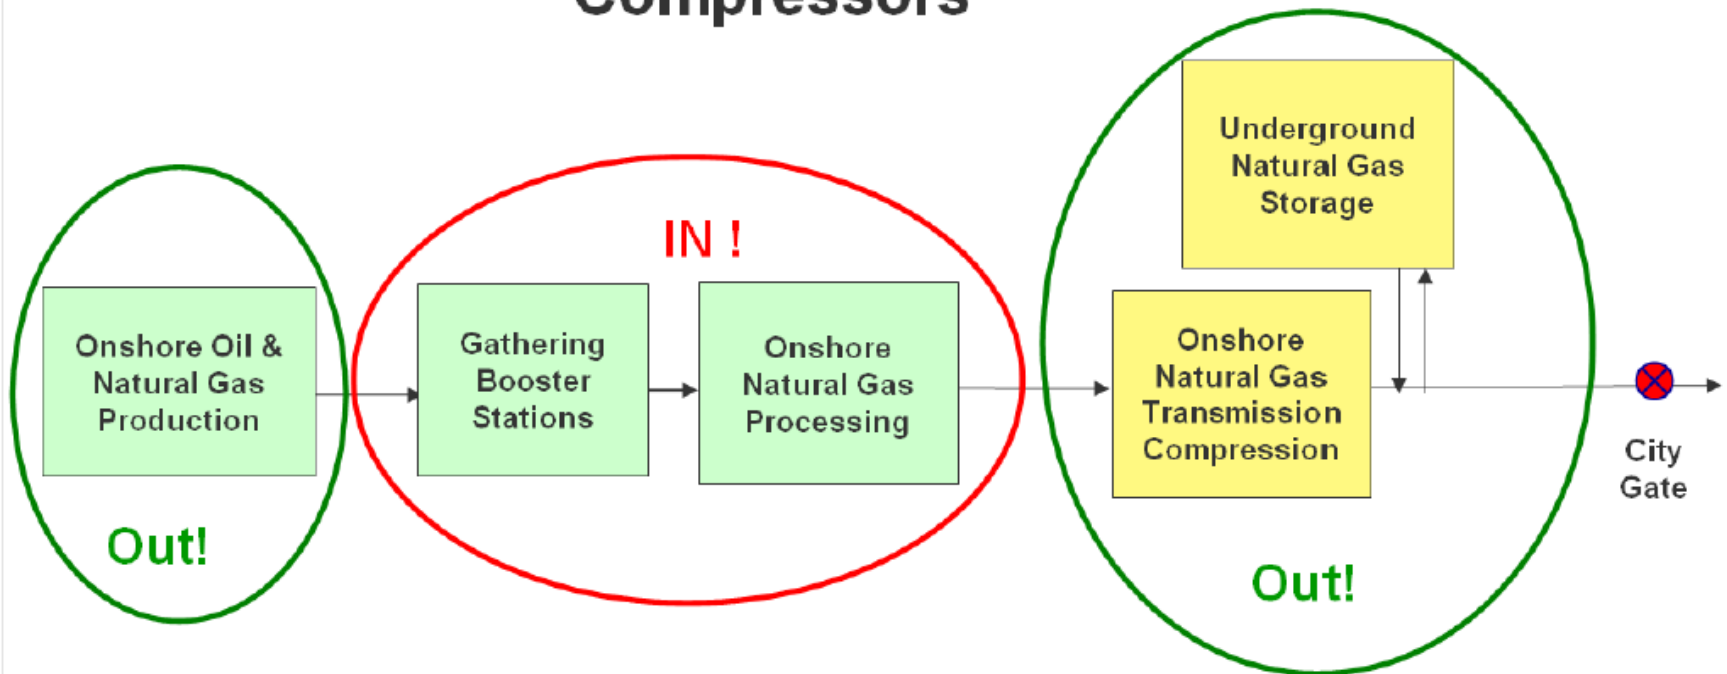 Compressors
Underground
Natural Gas
Storage
IN !
Onshore Oil &
Natural Gas
Production
Gathering
Booster
Stations
Onshore
Natural Gas
Processing
Onshore
Natural Gas
Transmission
Compression
City
Gate
Out!
Out!